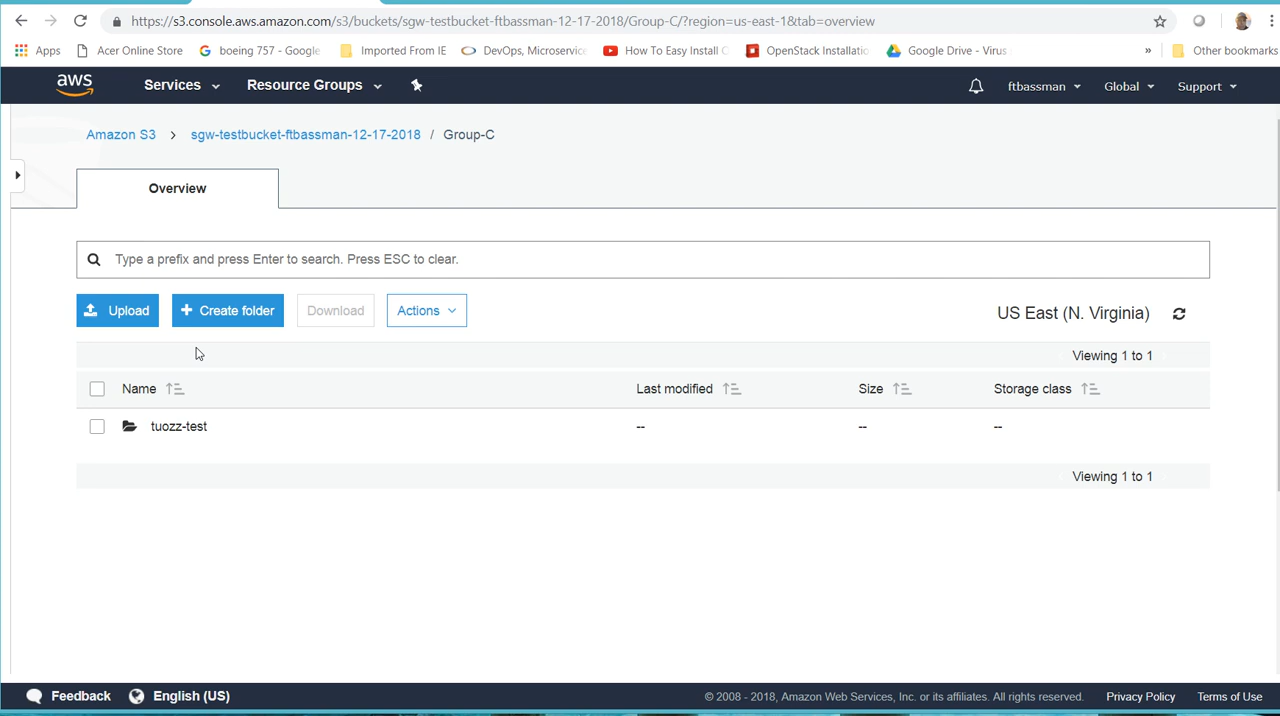 https://s3.console.aws.amazon.com/s3/buckets/sgw-testbucket-ftbassman-12-17-2018/Group-C/?region=us-east-1&tab=overview
Apps Acer Online Store boeing 757 - Google Imported From IE DevOps, Microservice How To Easy Install OpenStack Installatio Google Drive - Virus » Other bookmarks
aws Services Resource Groups ftbassman Global Support
Amazon S3 > sgw-testbucket-ftbassman-12-17-2018 / Group-C
Overview
Type a prefix and press Enter to search. Press ESC to clear.
Upload + Create folder Download Actions US East (N. Virginia)
Viewing 1 to 1
Name Last modified Size Storage class
tuozz-test -- -- --
Viewing 1 to 1
Feedback English (US) © 2008 - 2018, Amazon Web Services, Inc. or its affiliates. All rights reserved. Privacy Policy Terms of Use